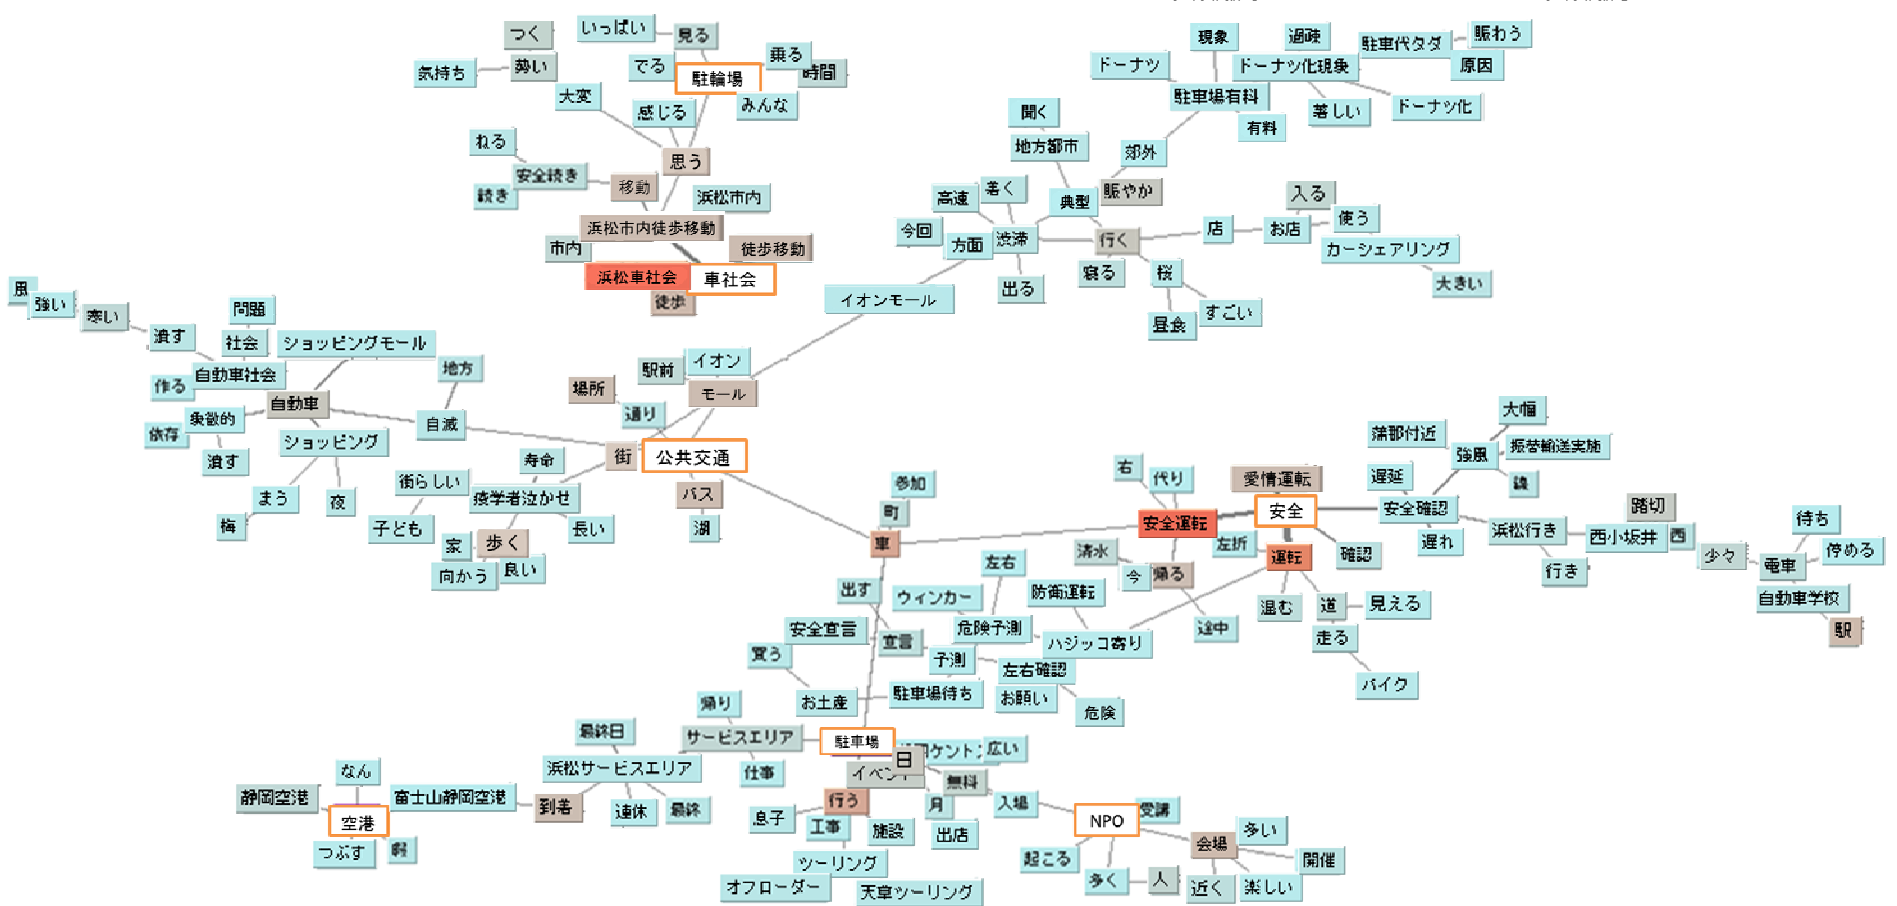 つく
いっぱい
見る
気持ち
勢い
でる
駐輪場
乗る
時間
大変
感じる
みんな
ねる
思う
安全続き
移動
続き
浜松市内
浜松市内徒歩移動
市内
徒歩移動
浜松車社会
車社会
徒歩
現象
過疎
駐車代タダ
賑わう
ドーナツ
ドーナツ化現象
原因
駐車場有料
著しい
ドーナツ化
有料
聞く
地方都市
郊外
高速
着く
典型
賑やか
入る
今回
方面
渋滞
行く
店
お店
使う
カーシェアリング
寝る
桜
大きい
出る
イオンモール
昼食
すごい
風
強い
寒い
問題
潰す
社会
ショッピングモール
作る
自動車社会
地方
自動車
象徴的
依存
自滅
ショッピング
潰す
まう
夜
梅
駅前
イオン
場所
モール
通り
街
公共交通
寿命
街らしい
疫学者泣かせ
バス
子ども
長い
湖
家
歩く
向かう
良い
参加
町
車
右
代り
愛情運転
安全運転
安全
左折
運転
確認
清水
今
帰る
温む
道
見える
途中
走る
バイク
大幅
蒲郡付近
強風
振替輸送実施
遅延
線
安全確認
遅れ
浜松行き
踏切
西小坂井
西
行き
少々
電車
待ち
停める
自動車学校
駅
出す
左右
ウィンカー
防衛運転
安全宣言
宣言
危険予測
ハジッコ寄り
買う
予測
左右確認
お土産
駐車場待ち
お願い
危険
帰り
最終日
サービスエリア
駐車場
日
広い
浜松サービスエリア
仕事
イベント
無料
なん
静岡空港
富士山静岡空港
到着
連休
最終
行う
月
入場
空港
息子
工事
施設
出店
つぶす
軽
ツーリング
オフローダー
天草ツーリング
NPO
受講
起こる
会場
多い
多く
人
近く
楽しい
開催